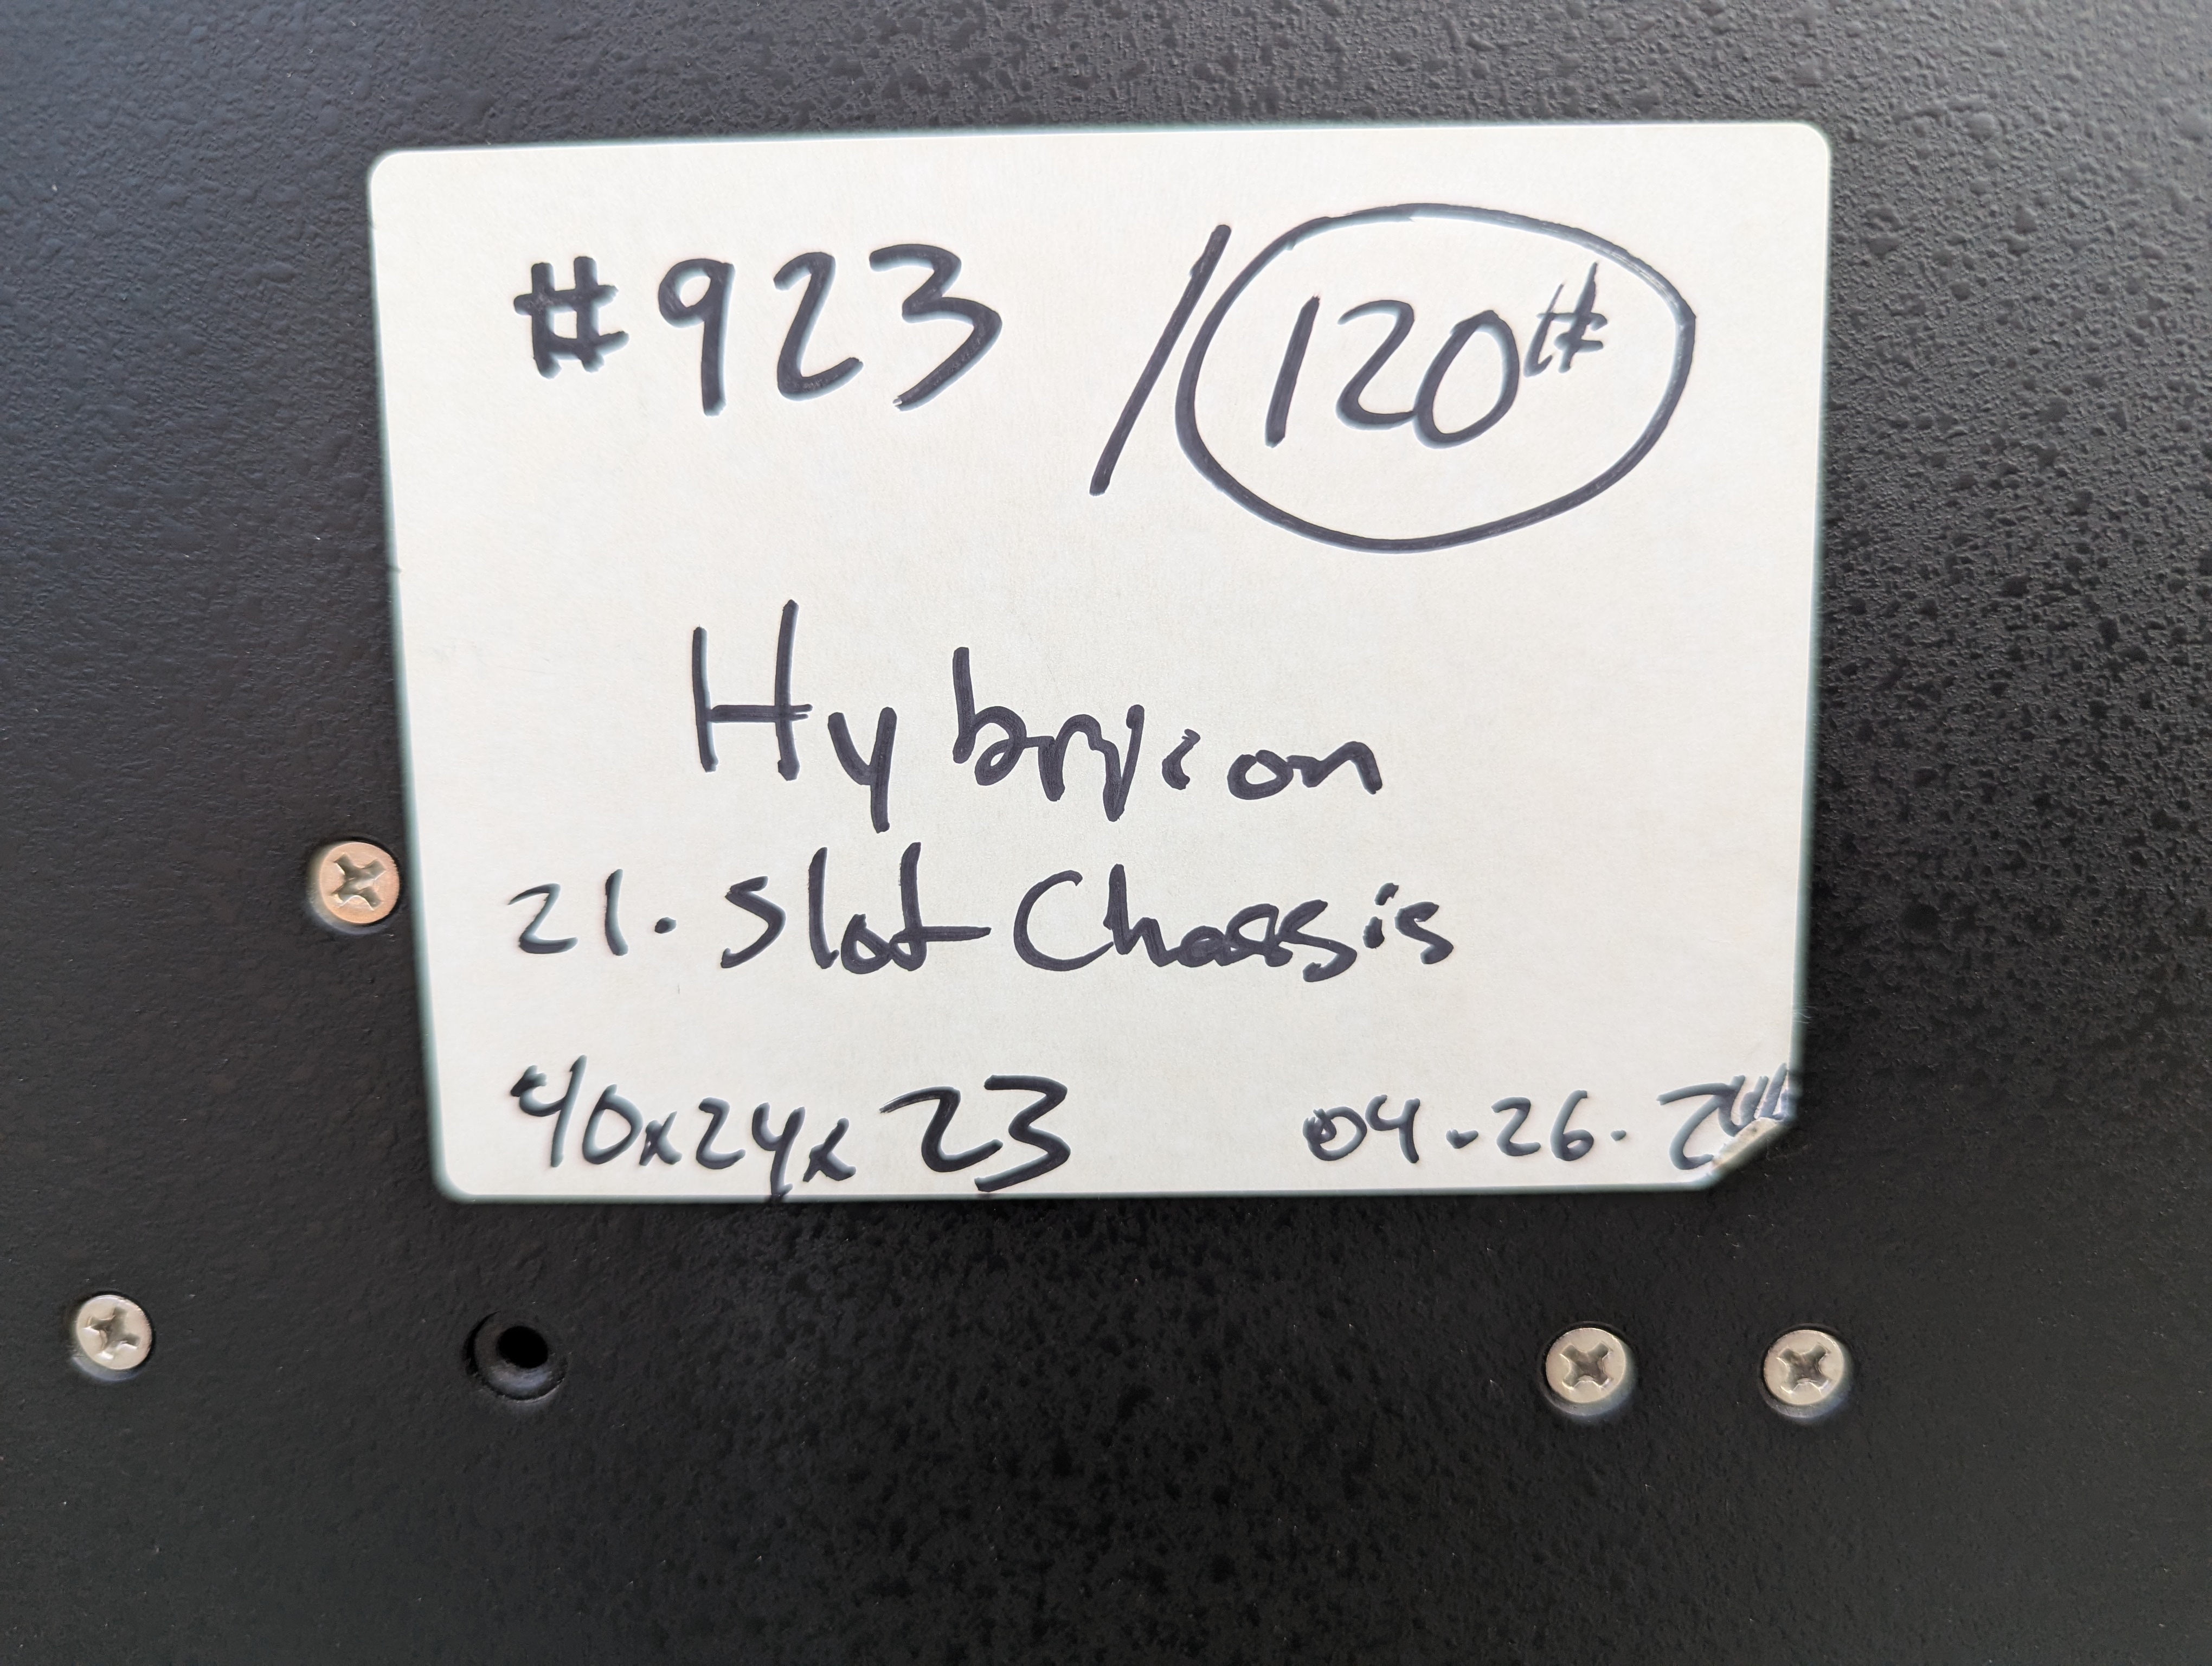 #923 / 120#
Hybricon
21. Slot Chassis
40x24x23 04.26.